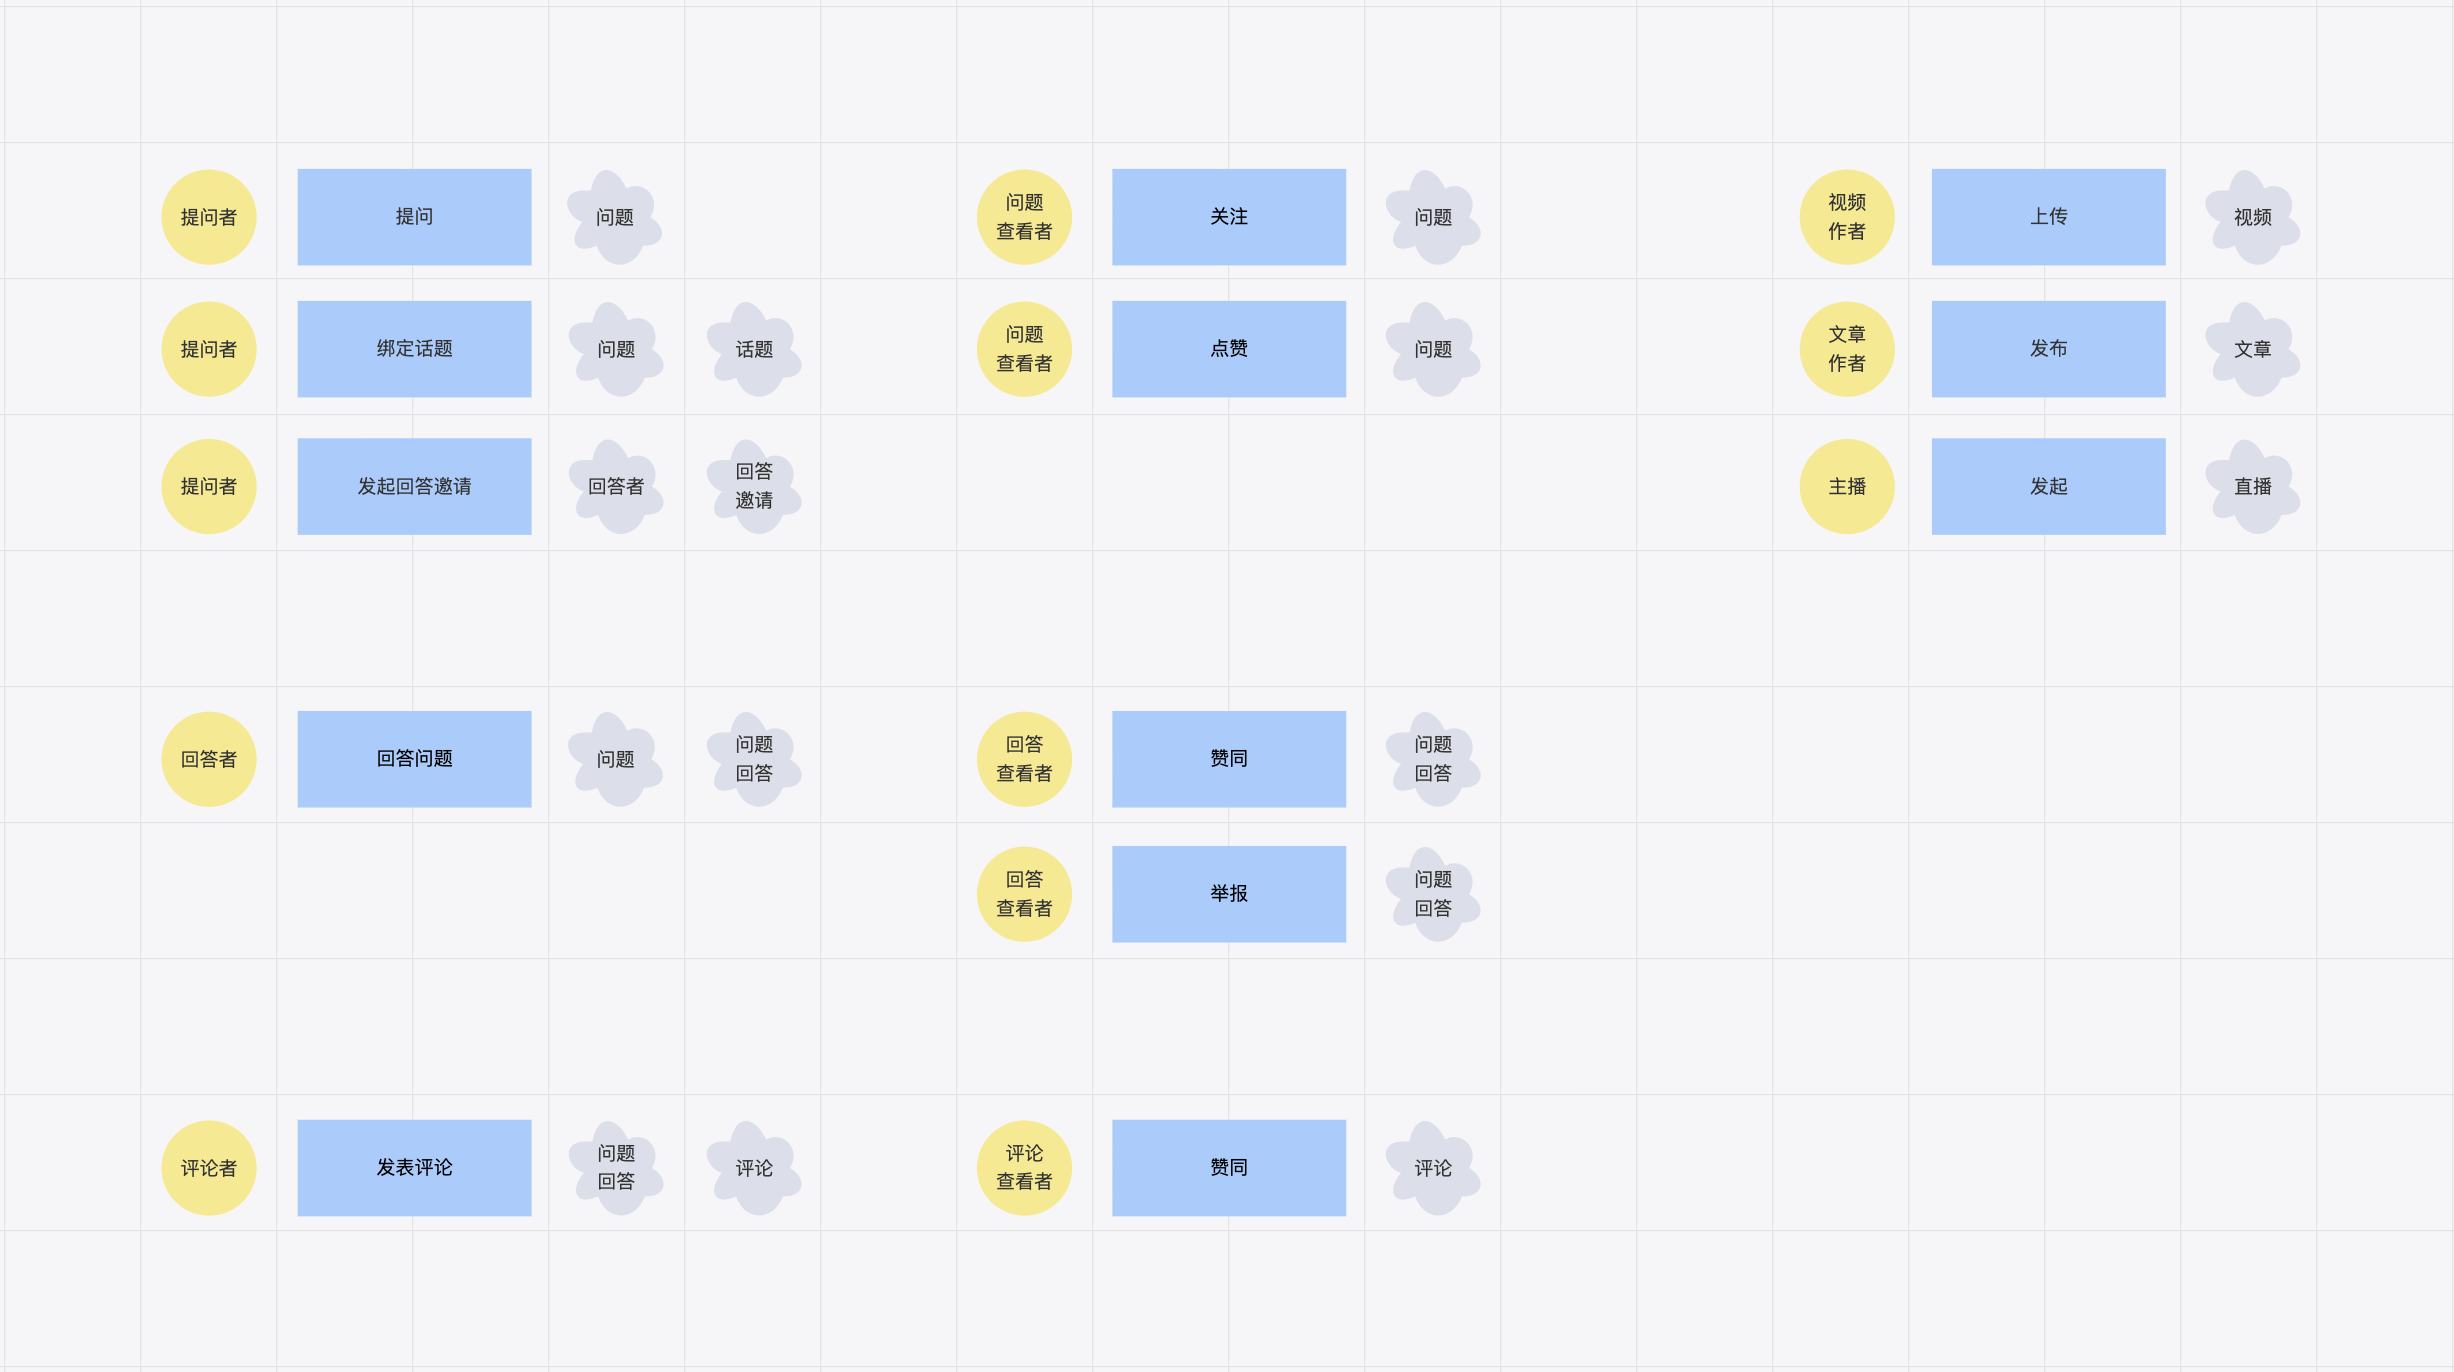 提问者
提问
问题
问题
查看者
关注
问题
视频
作者
上传
视频
提问者
绑定话题
问题
话题
问题
查看者
点赞
问题
文章
作者
发布
文章
提问者
发起回答邀请
回答者
回答
邀请
主播
发起
直播
回答者
回答问题
问题
问题
回答
回答
查看者
赞同
问题
回答
回答
查看者
举报
问题
回答
评论者
发表评论
问题
回答
评论
评论
查看者
赞同
评论